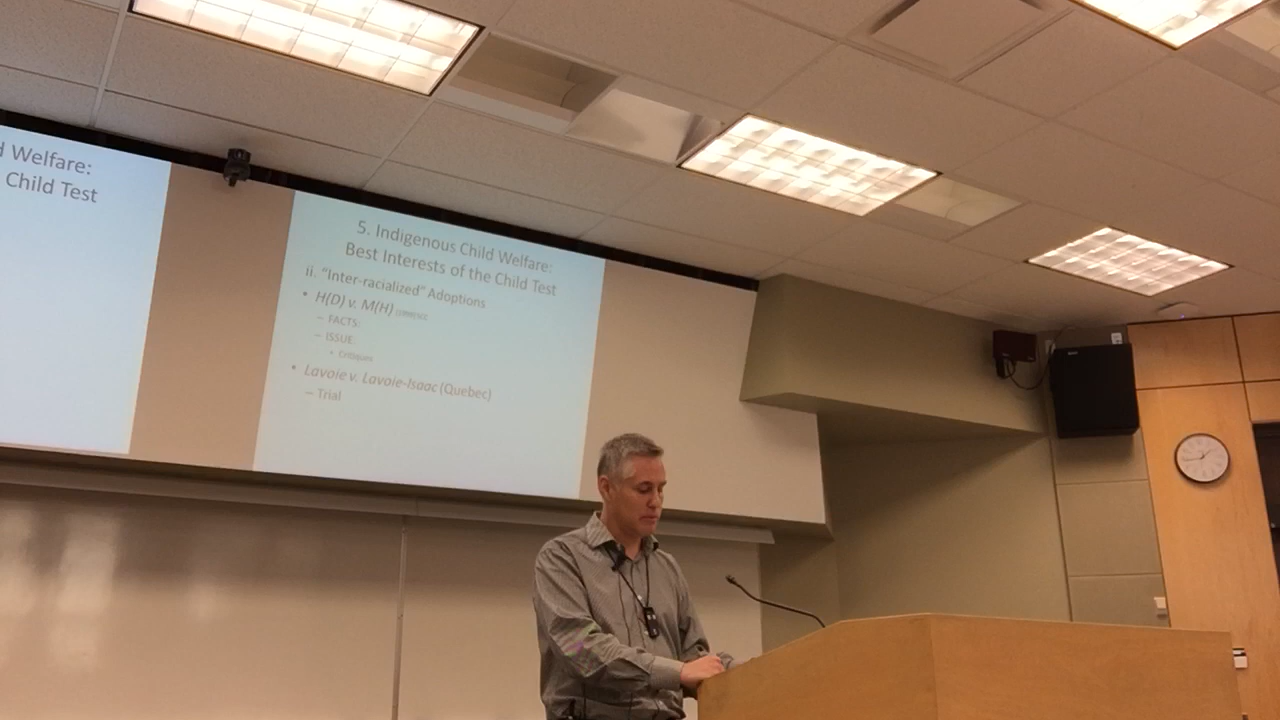 d Welfare:
Child Test
5. Indigenous Child Welfare:
Best Interests of the Child Test
ii. “Inter-racialized” Adoptions
• H(D) v. M(H)
– FACTS:
– ISSUE:
• Critiques
• Lavoie v. Lavoie-Isaac (Quebec)
– Trial